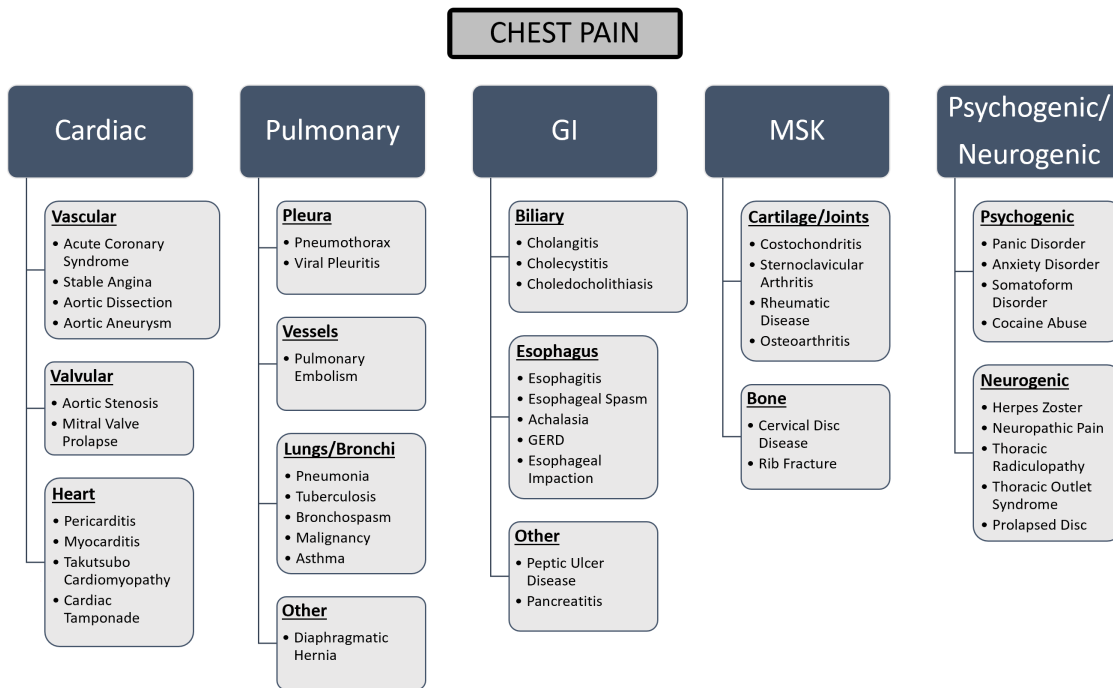 CHEST PAIN
Cardiac
Vascular
• Acute Coronary
Syndrome
• Stable Angina
• Aortic Dissection
• Aortic Aneurysm
Valvular
• Aortic Stenosis
• Mitral Valve
Prolapse
Heart
• Pericarditis
• Myocarditis
• Takutsubo
Cardiomyopathy
• Cardiac
Tamponade
Pulmonary
Pleura
• Pneumothorax
• Viral Pleuritis
Vessels
• Pulmonary
Embolism
Lungs/Bronchi
• Pneumonia
• Tuberculosis
• Bronchospasm
• Malignancy
• Asthma
Other
• Diaphragmatic
Hernia
GI
Biliary
• Cholangitis
• Cholecystitis
• Choledocholithiasis
Esophagus
• Esophagitis
• Esophageal Spasm
• Achalasia
• GERD
• Esophageal
Impaction
Other
• Peptic Ulcer
Disease
• Pancreatitis
MSK
Cartilage/Joints
• Costochondritis
• Sternoclavicular
Arthritis
• Rheumatic
Disease
• Osteoarthritis
Bone
• Cervical Disc
Disease
• Rib Fracture
Psychogenic/
Neurogenic
Psychogenic
• Panic Disorder
• Anxiety Disorder
• Somatoform
Disorder
• Cocaine Abuse
Neurogenic
• Herpes Zoster
• Neuropathic Pain
• Thoracic
Radiculopathy
• Thoracic Outlet
Syndrome
• Prolapsed Disc